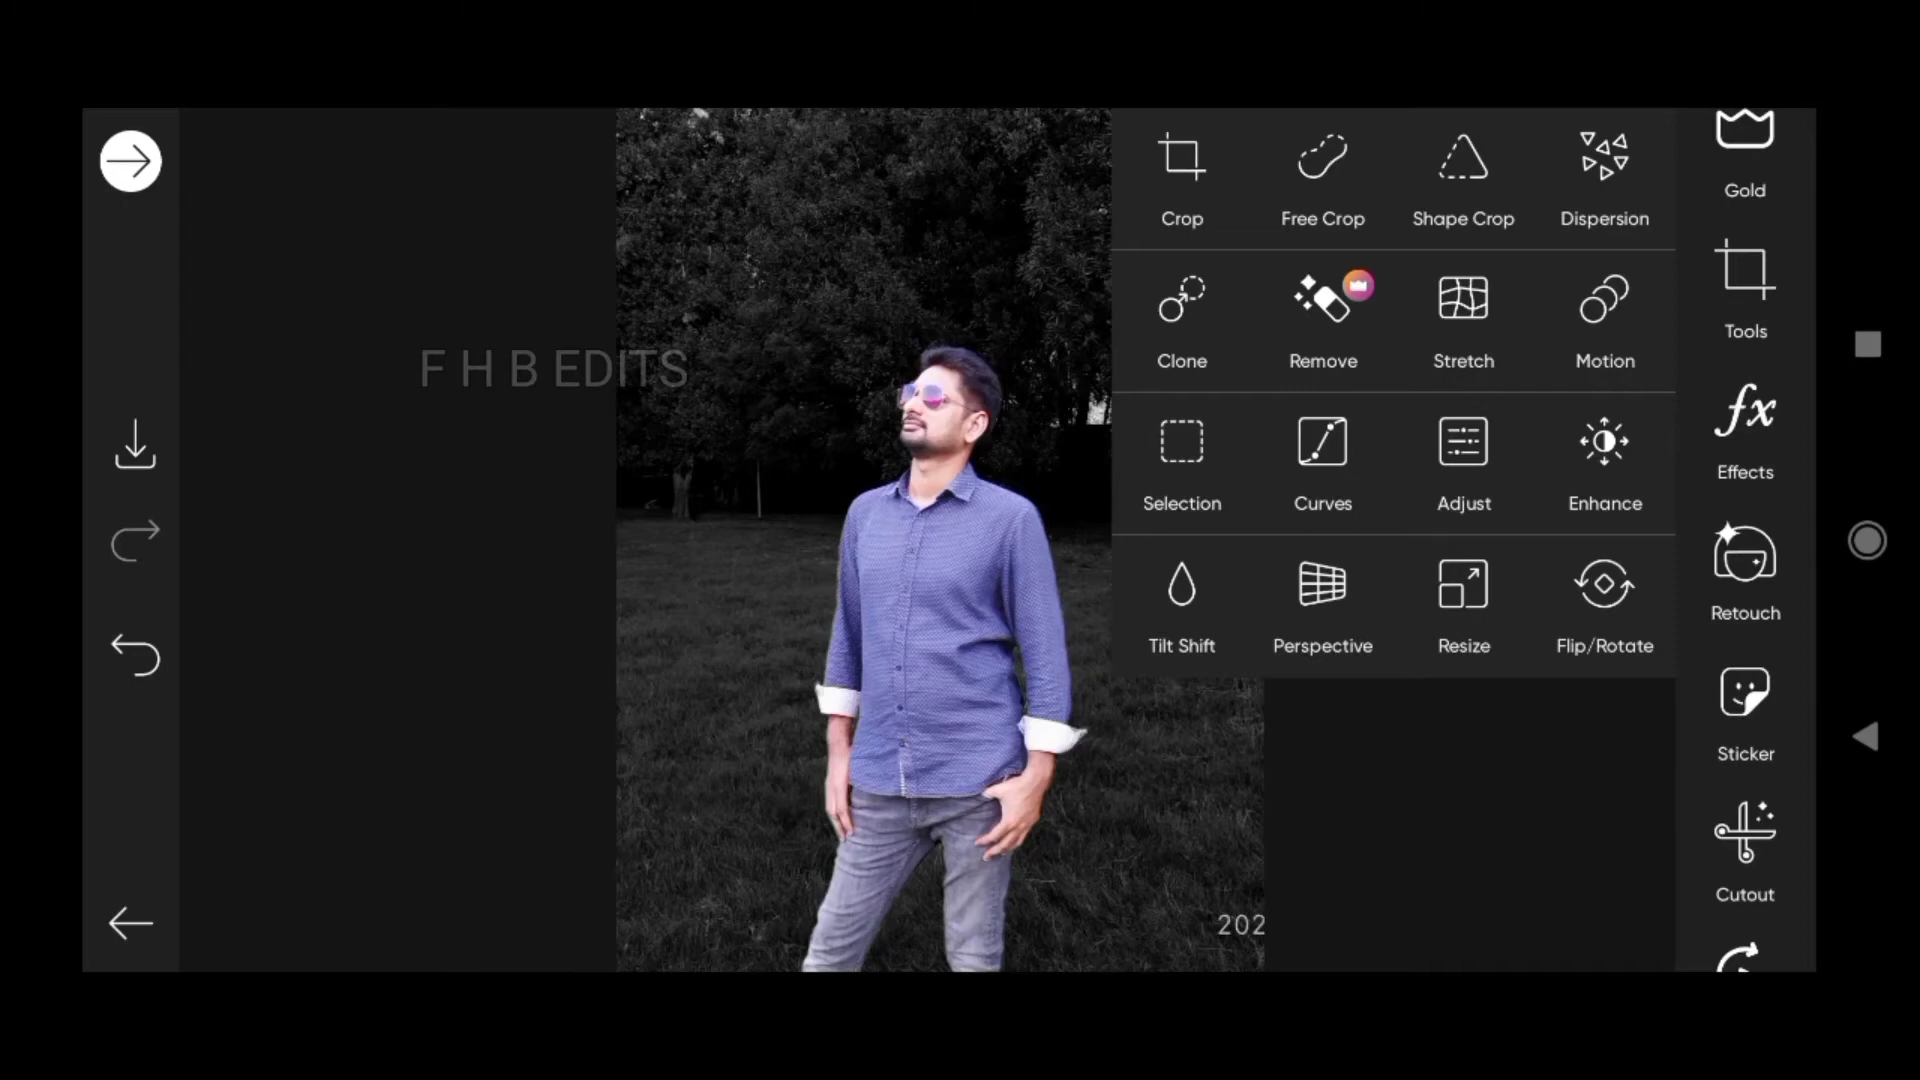 Crop Free Crop Shape Crop Dispersion
Gold
Clone Remove Stretch Motion
Tools
F H B EDITS
Selection Curves Adjust Enhance
Effects
Tilt Shift Perspective Resize Flip/Rotate
Retouch
Sticker
Cutout
202